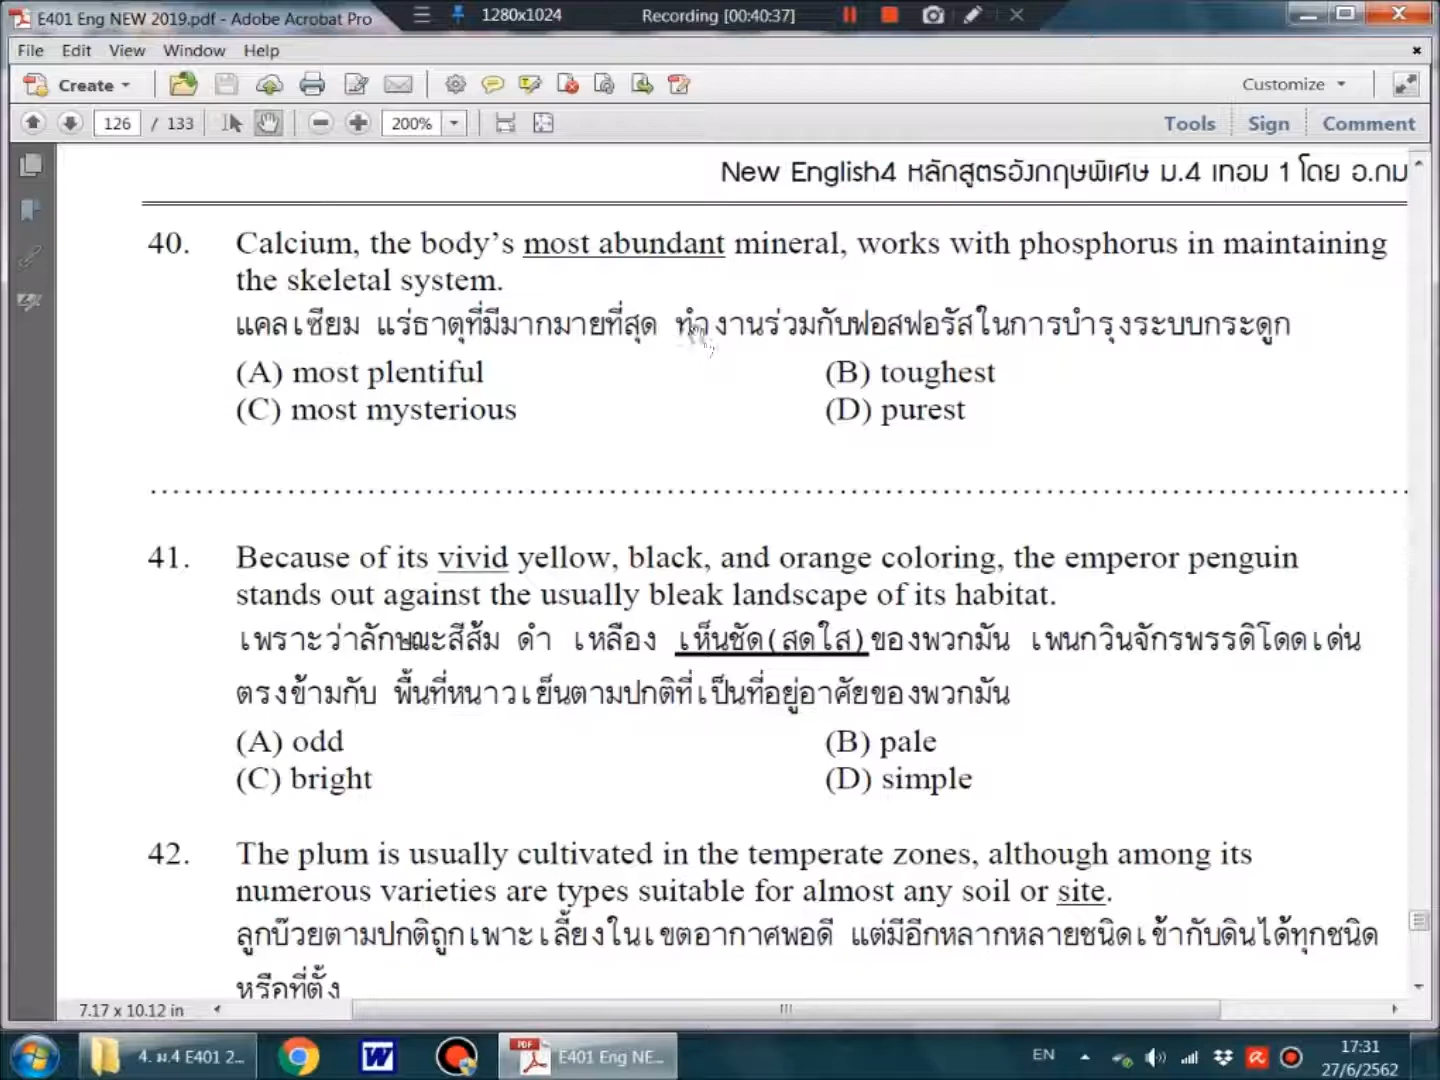 E401 Eng NEW 2019.pdf - Adobe Acrobat Pro
1280x1024
Recording [00:40:37]
File Edit View Window Help
Create
Customize
126 / 133
200%
Tools Sign Comment
New English4 หลักสูตรอังกฤษพิเศษ ม.4 เทอม 1 โดย อ.กม
40. Calcium, the body's most abundant mineral, works with phosphorus in maintaining
the skeletal system.
แคลเซียม แร่ธาตุที่มีมากมายที่สุด ทำงานร่วมกับฟอสฟอรัสในการบำรุงระบบกระดูก
(A) most plentiful (B) toughest
(C) most mysterious (D) purest
41. Because of its vivid yellow, black, and orange coloring, the emperor penguin
stands out against the usually bleak landscape of its habitat.
เพราะว่าลักษณะสีส้ม ดำ เหลือง เห็นชัด(สดใส)ของพวกมัน เพนกวินจักรพรรดิโดดเด่น
ตรงข้ามกับ พื้นที่หนาวเย็นตามปกติที่เป็นที่อยู่อาศัยของพวกมัน
(A) odd (B) pale
(C) bright (D) simple
42. The plum is usually cultivated in the temperate zones, although among its
numerous varieties are types suitable for almost any soil or site.
ลูกบ๊วยตามปกติถูกเพาะเลี้ยงในเขตอากาศพอดี แต่มีอีกหลากหลายชนิดเข้ากับดินได้ทุกชนิด
หรือที่ตั้ง
7.17 x 10.12 in
4. ม.4 E401 2...
E401 Eng NE...
EN
17:31
27/6/2562